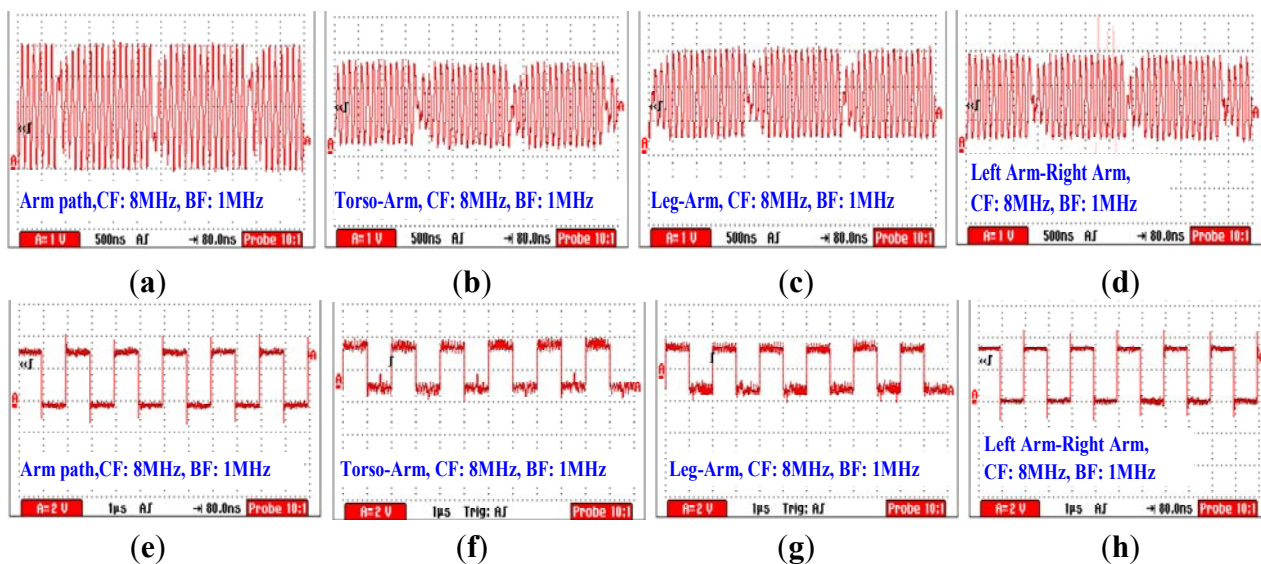 Arm path,CF: 8MHz, BF: 1MHz
A=1 V 500ns A 80.0ns Probe 10:1
(a)
Torso-Arm, CF: 8MHz, BF: 1MHz
A=1 V 500ns A 80.0ns Probe 10:1
(b)
Leg-Arm, CF: 8MHz, BF: 1MHz
A=1 V 500ns A 80.0ns Probe 10:1
(c)
Left Arm-Right Arm,
CF: 8MHz, BF: 1MHz
A=1 V 500ns A 80.0ns Probe 10:1
(d)
Arm path,CF: 8MHz, BF: 1MHz
A=2 V 1µs A 80.0ns Probe 10:1
(e)
Torso-Arm, CF: 8MHz, BF: 1MHz
A=2 V 1µs Trig: A Probe 10:1
(f)
Leg-Arm, CF: 8MHz, BF: 1MHz
A=2 V 1µs Trig: A Probe 10:1
(g)
Left Arm-Right Arm,
CF: 8MHz, BF: 1MHz
A=2 V 1µs A 80.0ns Probe 10:1
(h)